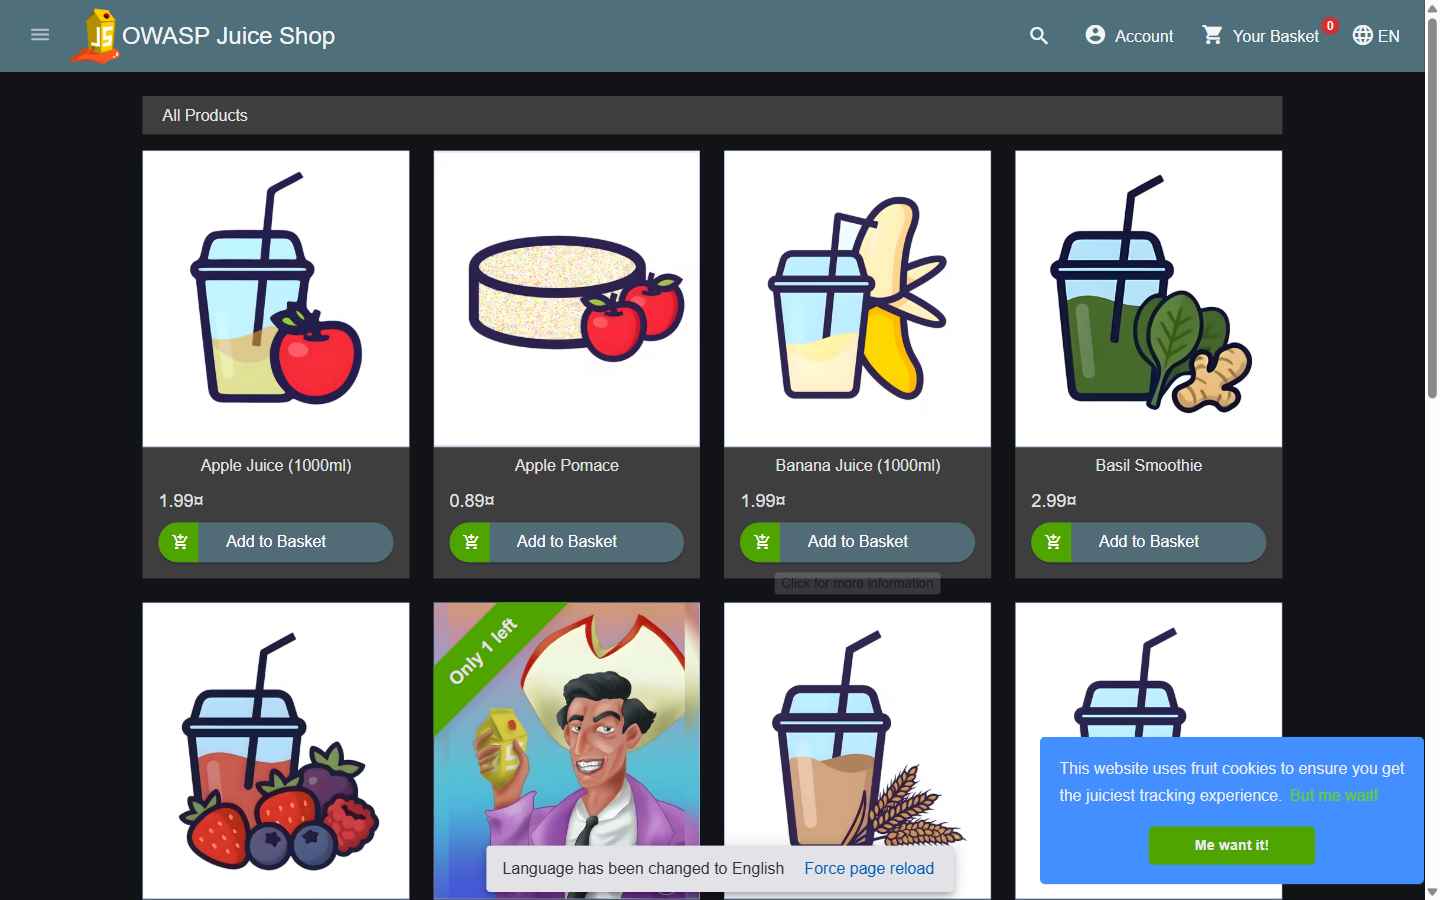 OWASP Juice Shop
Account
Your Basket
0
EN
All Products
Apple Juice (1000ml)
1.99¤
Add to Basket
Apple Pomace
0.89¤
Add to Basket
Banana Juice (1000ml)
1.99¤
Add to Basket
Basil Smoothie
2.99¤
Add to Basket
Click for more information
Only 1 left
Language has been changed to English
Force page reload
This website uses fruit cookies to ensure you get
the juiciest tracking experience. But me wait!
Me want it!
JS
JS